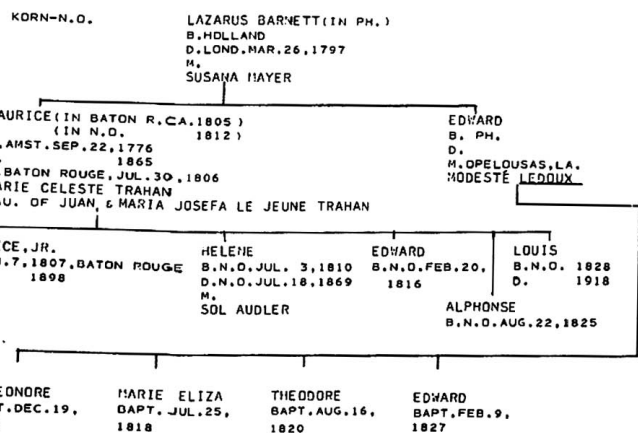 KORN-N.O.
LAZARUS BARNETT(IN PH.)
B.HOLLAND
D.LOND.MAR.26,1797
M.
SUSANA MAYER
AURICE(IN BATON R.CA.1805)
(IN N.O. 1812)
.AMST.SEP.22,1776
. 1865
.BATON ROUGE,JUL.30,1806
ARIE CELESTE TRAHAN
AU. OF JUAN & MARIA JOSEFA LE JEUNE TRAHAN
EDWARD
B. PH.
D.
M.OPELOUSAS,LA.
MODESTÉ LEDOUX
CE,JR.
.7,1807,BATON ROUGE
1898
HELENE
B.N.O.JUL. 3,1810
D.N.O.JUL.18,1869
M.
SOL AUDLER
EDWARD
B.N.O.FEB.20,
1816
ALPHONSE
B.N.O.AUG.22,1825
LOUIS
B.N.O. 1828
D. 1918
EONORE
T.DEC.19,
MARIE ELIZA
BAPT.JUL.25,
1818
THEODORE
BAPT.AUG.16,
1820
EDWARD
BAPT.FEB.9,
1827